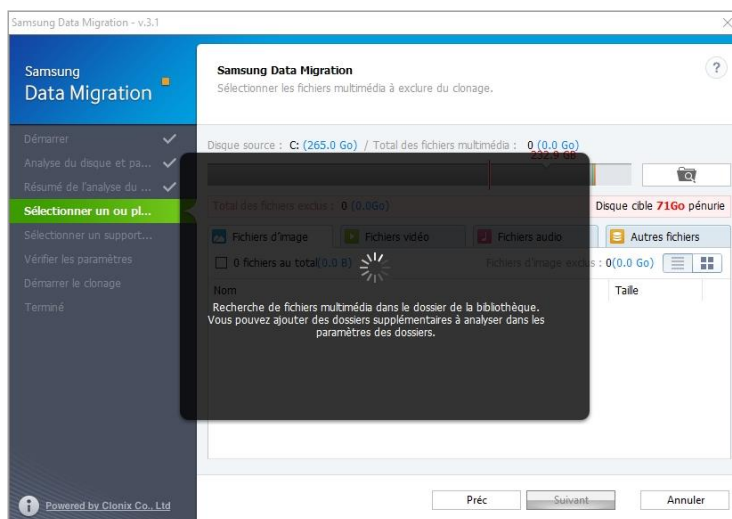 Samsung Data Migration - v.3.1
Samsung
Data Migration
Samsung Data Migration
Sélectionner les fichiers multimédia à exclure du clonage.
?
Démarrer
Analyse du disque et pa...
Résumé de l'analyse du ...
Sélectionner un ou pl...
Sélectionner un support...
Vérifier les paramètres
Démarrer le clonage
Terminé
Disque source : C: (265.0 Go) / Total des fichiers multimédia : 0 (0.0 Go)
232.9 GB
Total des fichiers exclus : 0 (0.0Go)
Disque cible 71Go pénurie
Fichiers d'image
Fichiers vidéo
Fichiers audio
Autres fichiers
0 fichiers au total(0.0 B)
Fichiers d'image exclus : 0(0.0 Go)
Nom
Taille
Recherche de fichiers multimédia dans le dossier de la bibliothèque.
Vous pouvez ajouter des dossiers supplémentaires à analyser dans les
paramètres des dossiers.
Powered by Clonix Co., Ltd
Préc
Suivant
Annuler